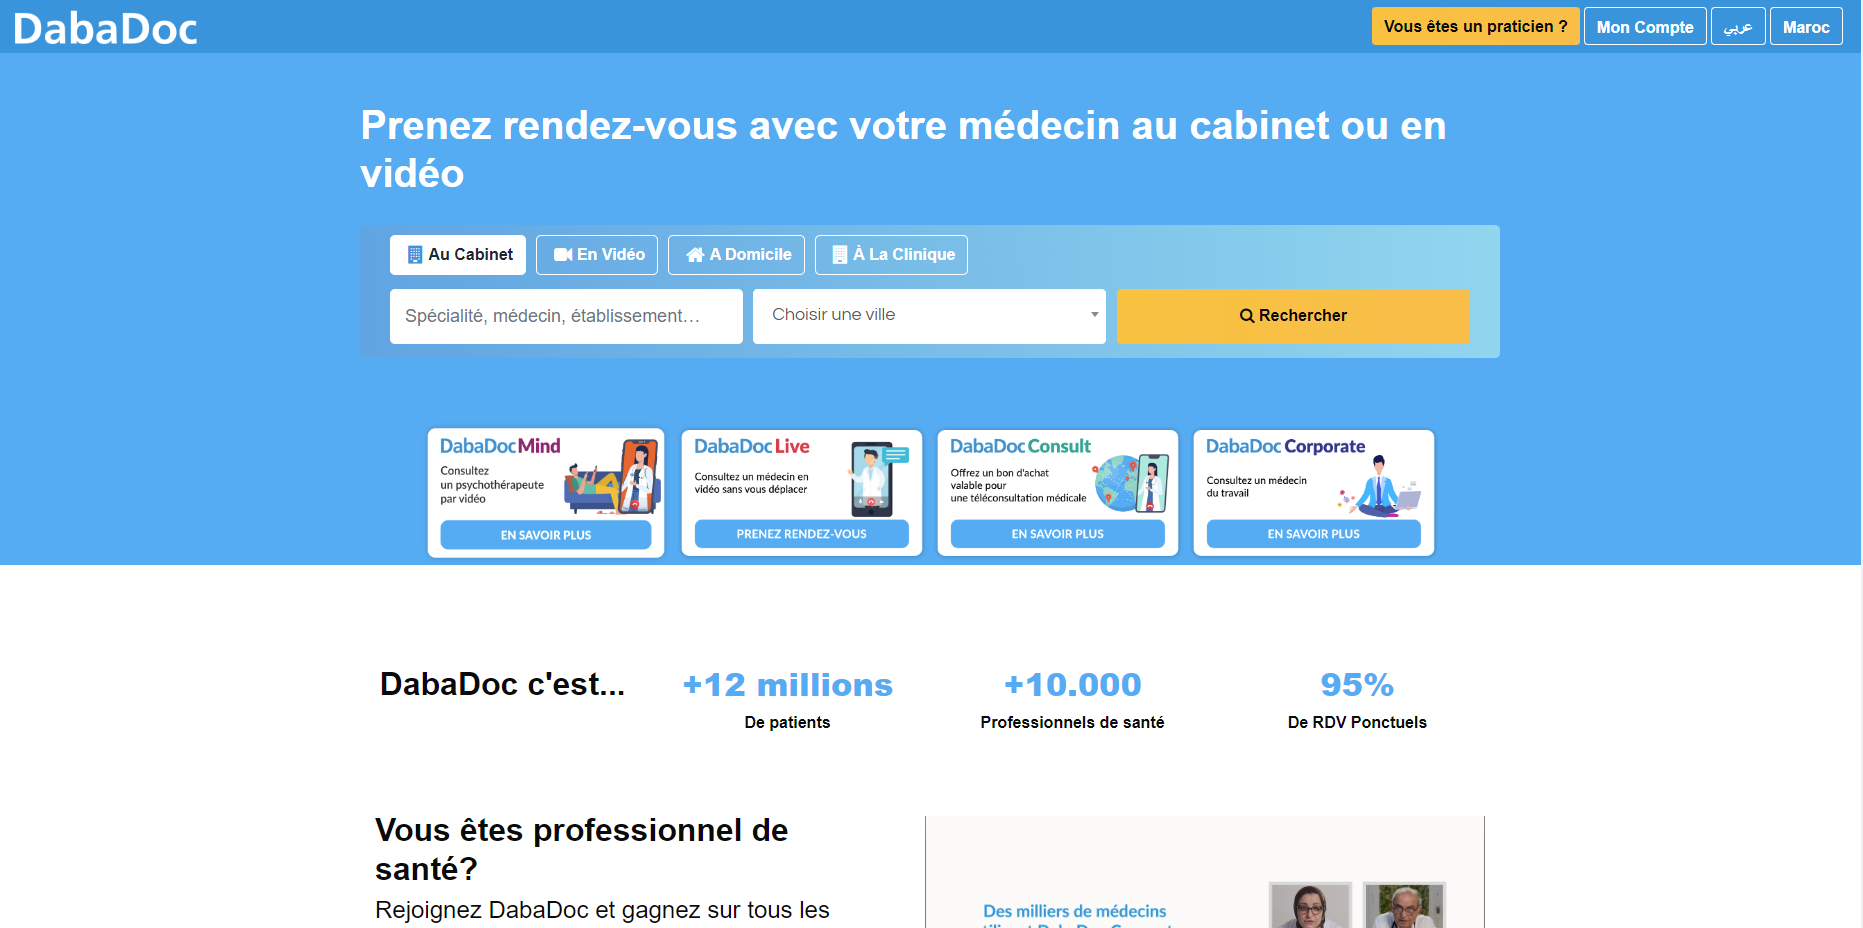 DabaDoc
Vous êtes un praticien ?
Mon Compte
عربي
Maroc
Prenez rendez-vous avec votre médecin au cabinet ou en
vidéo
Au Cabinet
En Vidéo
A Domicile
À La Clinique
Spécialité, médecin, établissement…
Choisir une ville
Rechercher
DabaDoc Mind
Consultez
un psychothérapeute
par vidéo
EN SAVOIR PLUS
DabaDoc Live
Consultez un médecin en
vidéo sans vous déplacer
PRENEZ RENDEZ-VOUS
DabaDoc Consult
Offrez un bon d'achat
valable pour
une téléconsultation médicale
EN SAVOIR PLUS
DabaDoc Corporate
Consultez un médecin
du travail
EN SAVOIR PLUS
DabaDoc c'est...
+12 millions
De patients
+10.000
Professionnels de santé
95%
De RDV Ponctuels
Vous êtes professionnel de
santé?
Rejoignez DabaDoc et gagnez sur tous les
Des milliers de médecins